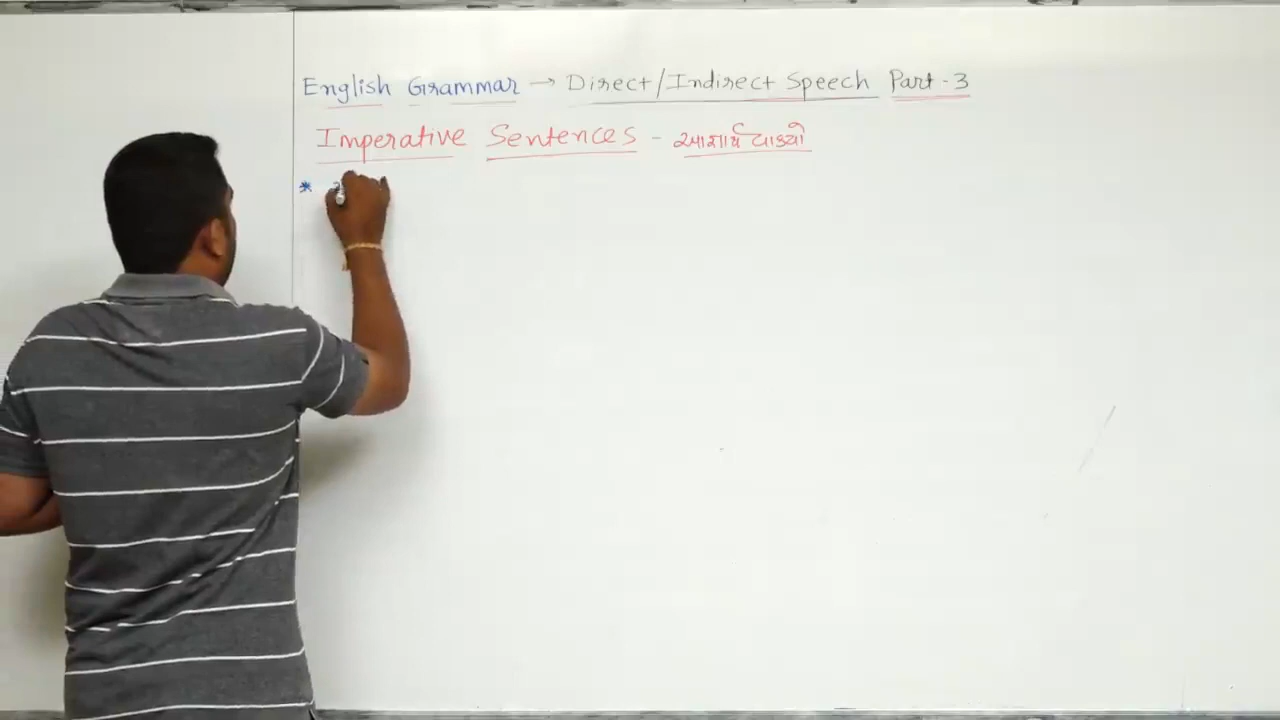 English Grammar → Direct/Indirect Speech Part-3
Imperative Sentences - આજ્ઞાર્થ વાક્યો
*